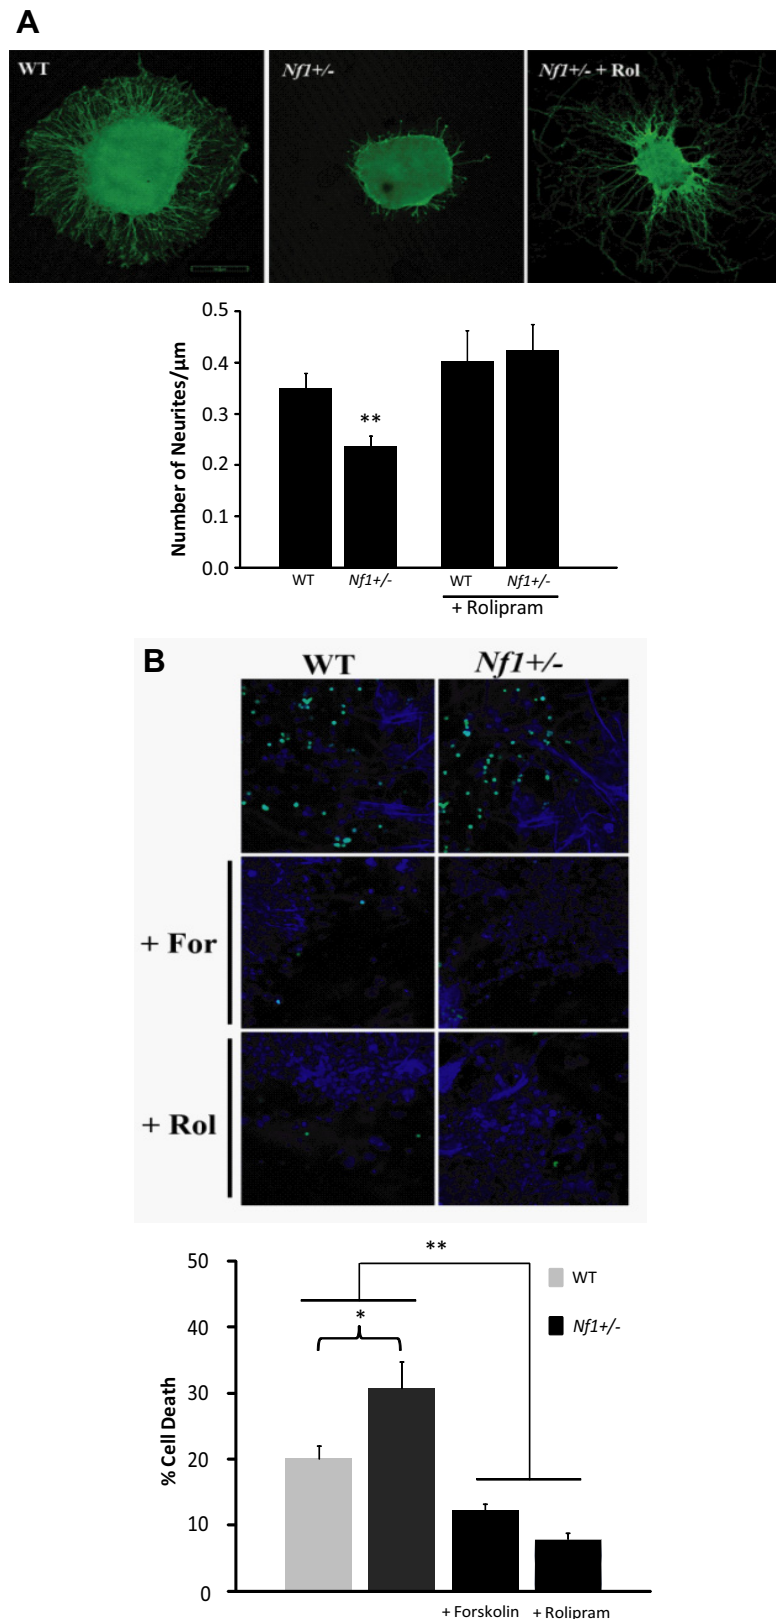 A
WT
Nf1+/-
Nf1+/- + Rol
0.5
0.4
0.3
0.2
0.1
0.0
Number of Neurites/µm
**
WT
Nf1+/-
WT
Nf1+/-
+ Rolipram
B
WT
Nf1+/-
+ For
+ Rol
50
40
30
20
10
0
% Cell Death
**
*
WT
Nf1+/-
+ Forskolin
+ Rolipram